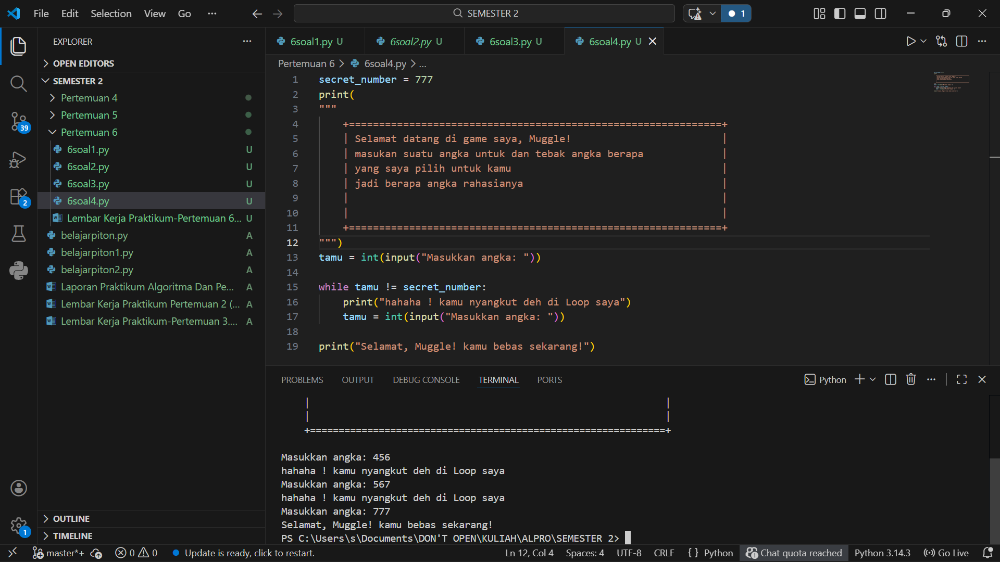 File Edit Selection View Go ···
SEMESTER 2
1
EXPLORER ···
OPEN EDITORS
SEMESTER 2
Pertemuan 4
Pertemuan 5
Pertemuan 6
6soal1.py U
6soal2.py U
6soal3.py U
6soal4.py U
Lembar Kerja Praktikum-Pertemuan 6... U
belajarpiton.py A
belajarpiton1.py A
belajarpiton2.py A
Laporan Praktikum Algoritma Dan Pe... A
Lembar Kerja Praktikum Pertemuan 2 (... A
Lembar Kerja Praktikum-Pertemuan 3.... A
OUTLINE
TIMELINE
39
2
1
6soal1.py U 6soal2.py U 6soal3.py U 6soal4.py U
Pertemuan 6 > 6soal4.py > ...
1 secret_number = 777
2 print(
3 """
4 +==============================================================+
5 | Selamat datang di game saya, Muggle! |
6 | masukan suatu angka untuk dan tebak angka berapa |
7 | yang saya pilih untuk kamu |
8 | jadi berapa angka rahasianya |
9 | |
10 | |
11 +==============================================================+
12 """)
13 tamu = int(input("Masukkan angka: "))
14
15 while tamu != secret_number:
16 print("hahaha ! kamu nyangkut deh di Loop saya")
17 tamu = int(input("Masukkan angka: "))
18
19 print("Selamat, Muggle! kamu bebas sekarang!")
PROBLEMS OUTPUT DEBUG CONSOLE TERMINAL PORTS
Python
| |
| |
+==============================================================+
Masukkan angka: 456
hahaha ! kamu nyangkut deh di Loop saya
Masukkan angka: 567
hahaha ! kamu nyangkut deh di Loop saya
Masukkan angka: 777
Selamat, Muggle! kamu bebas sekarang!
PS C:\Users\s\Documents\DON'T OPEN\KULIAH\ALPRO\SEMESTER 2>
master*+ 0 0 Update is ready, click to restart. Ln 12, Col 4 Spaces: 4 UTF-8 CRLF { } Python Chat quota reached Python 3.14.3 Go Live